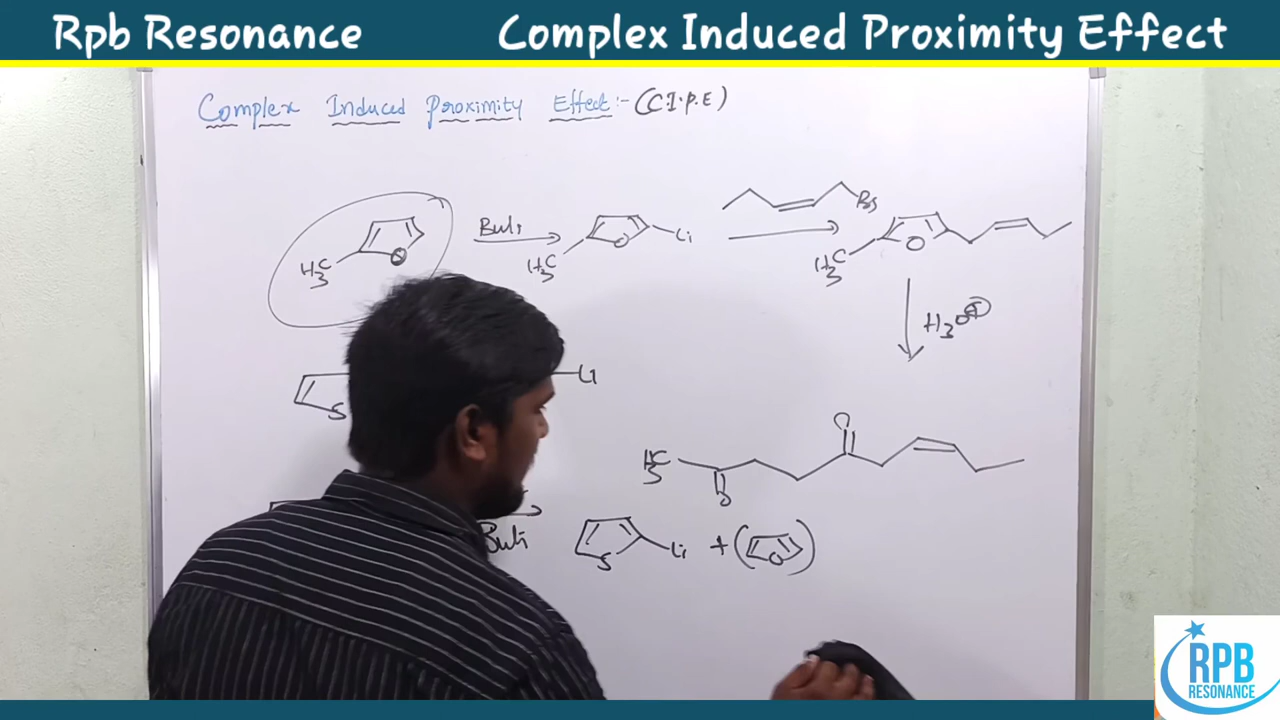 Rpb Resonance Complex Induced Proximity Effect
Complex Induced Proximity Effect:- (C.I.P.E)
Br
BuLi
O
H3C
O
Li
H3C
O
H3C
H3O⊕
S
Li
O
H3C
O
BuLi
S
Li
+ (O)
RPB
RESONANCE